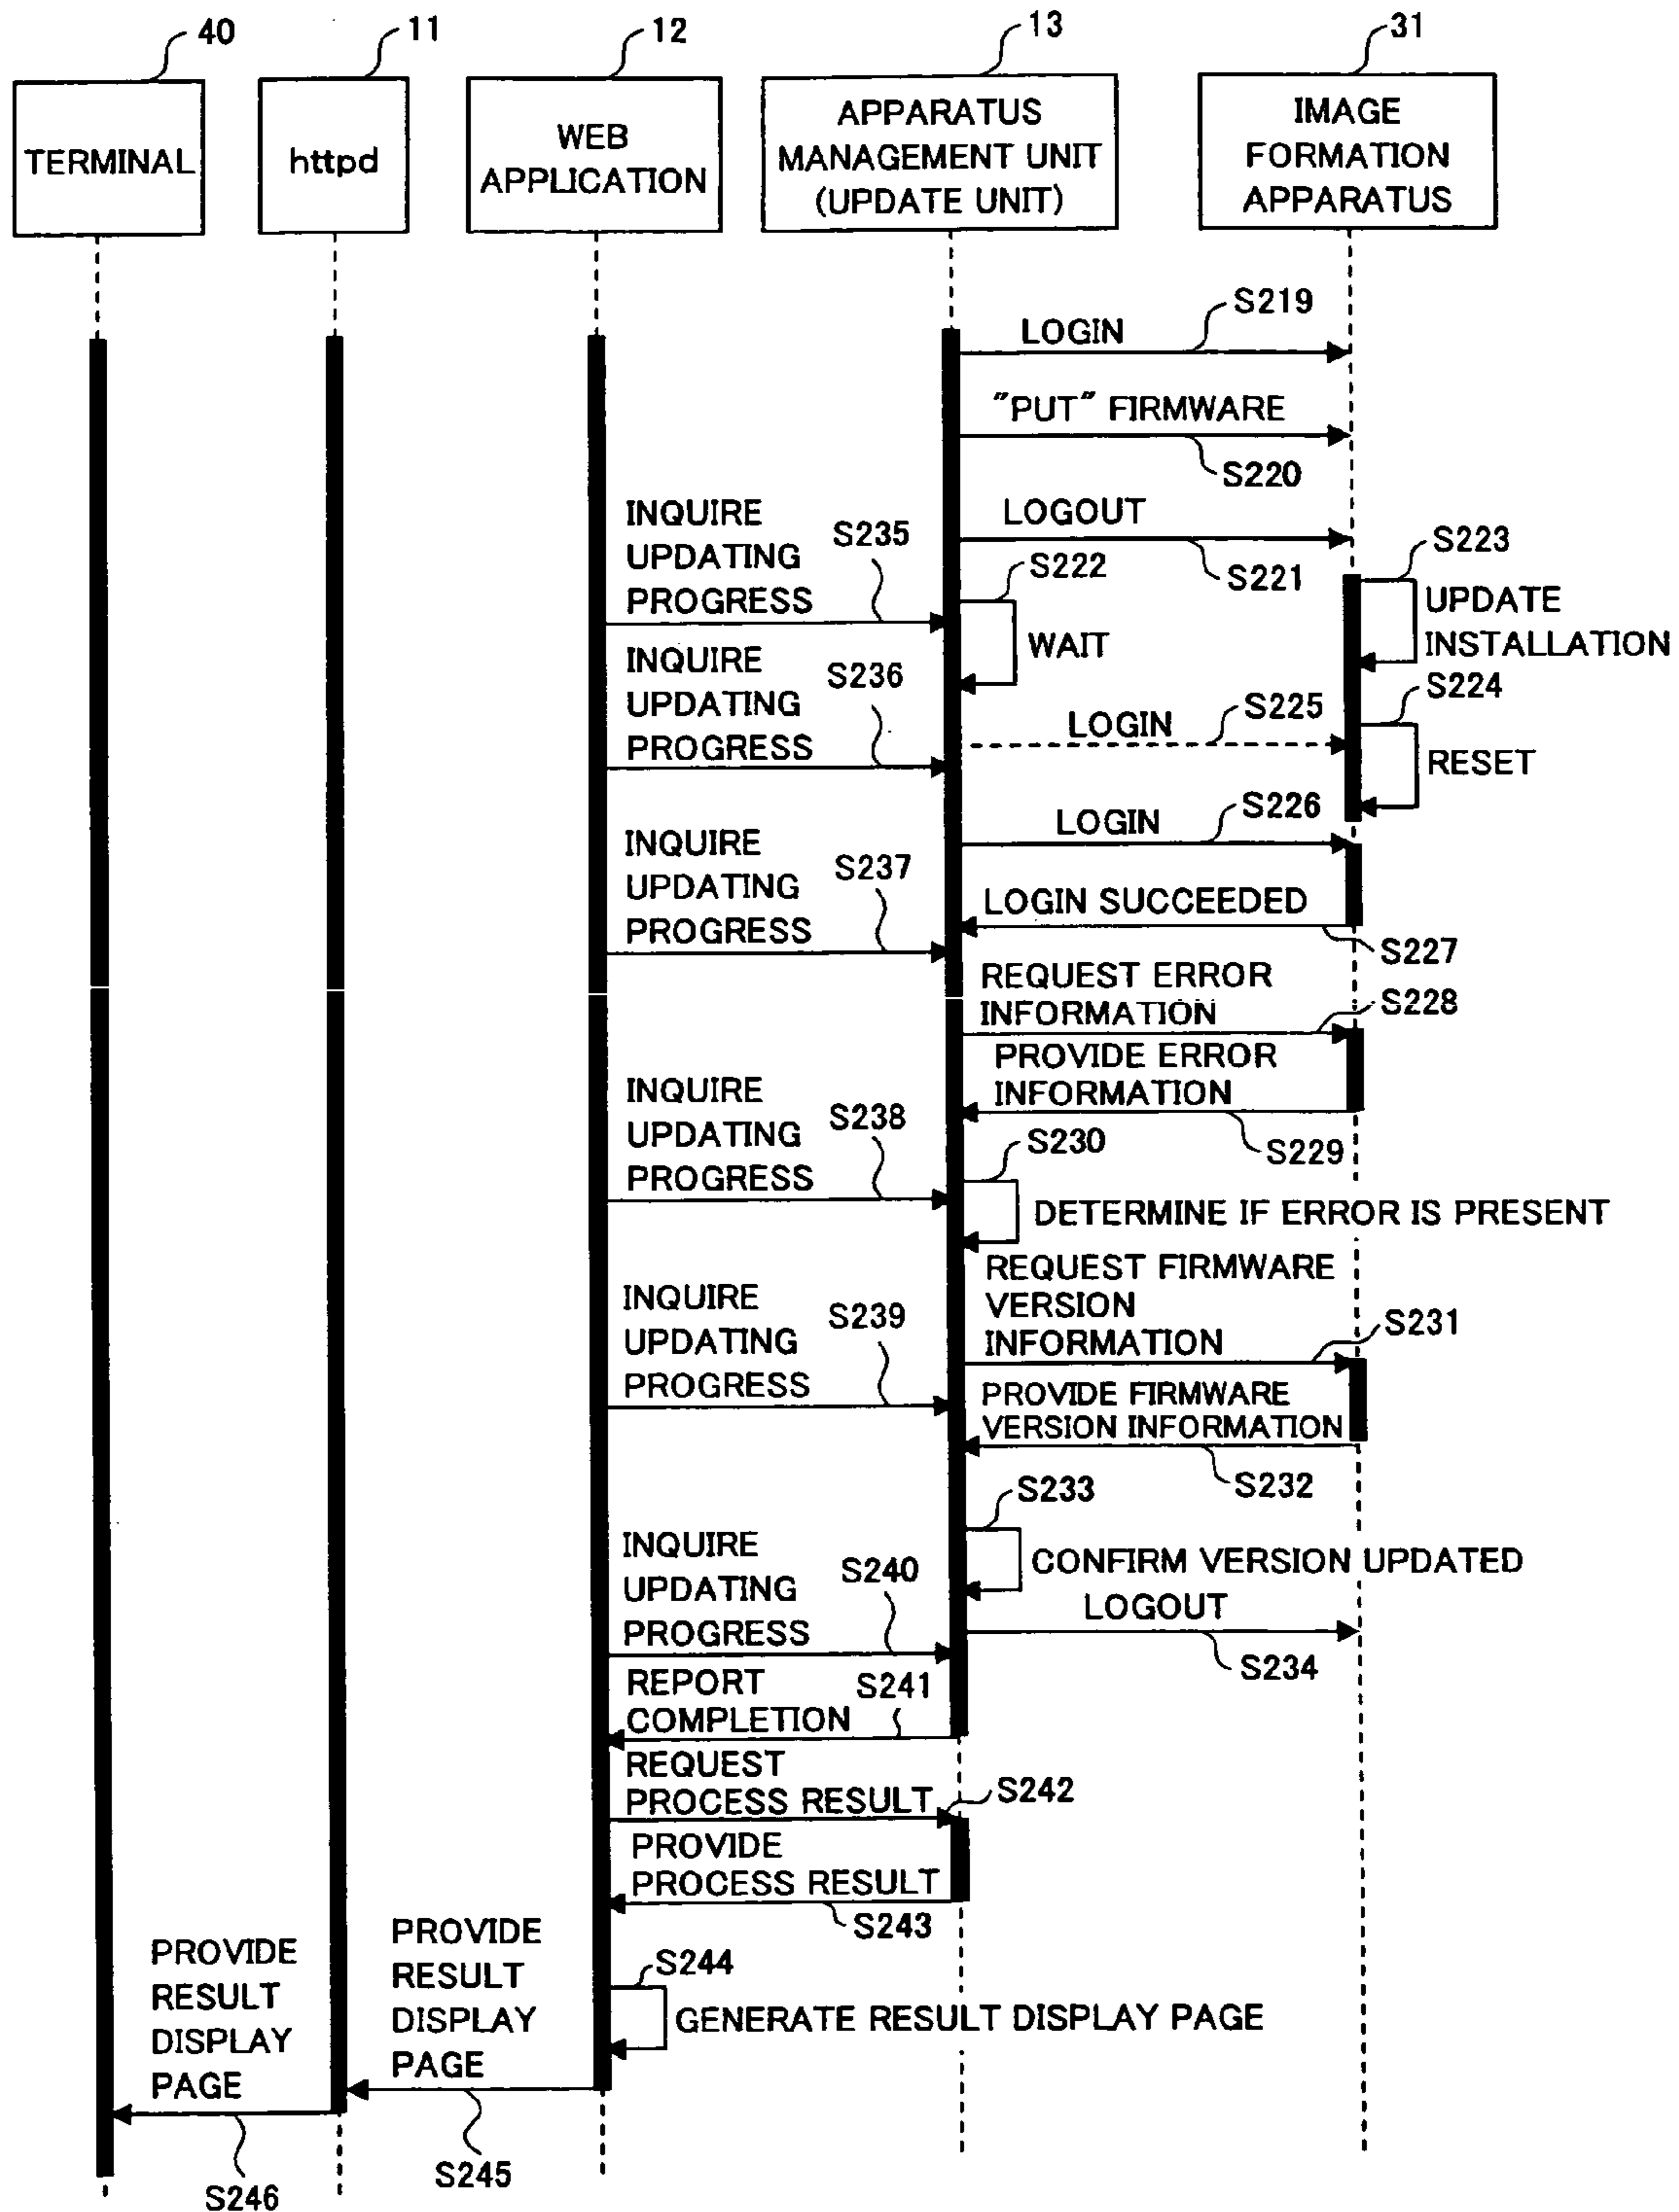 40
11
12
13
31
TERMINAL
httpd
WEB
APPLICATION
APPARATUS
MANAGEMENT UNIT
(UPDATE UNIT)
IMAGE
FORMATION
APPARATUS
S219
LOGIN
"PUT" FIRMWARE
S220
INQUIRE
UPDATING
PROGRESS
S235
LOGOUT
S221
S222
WAIT
S223
UPDATE
INSTALLATION
INQUIRE
UPDATING
PROGRESS
S236
LOGIN
S225
S224
RESET
LOGIN
S226
INQUIRE
UPDATING
PROGRESS
S237
LOGIN SUCCEEDED
S227
REQUEST ERROR
INFORMATION
S228
PROVIDE ERROR
INFORMATION
S229
INQUIRE
UPDATING
PROGRESS
S238
S230
DETERMINE IF ERROR IS PRESENT
REQUEST FIRMWARE
VERSION
INFORMATION
S231
INQUIRE
UPDATING
PROGRESS
S239
PROVIDE FIRMWARE
VERSION INFORMATION
S232
S233
CONFIRM VERSION UPDATED
INQUIRE
UPDATING
PROGRESS
S240
LOGOUT
S234
REPORT
COMPLETION
S241
REQUEST
PROCESS RESULT
S242
PROVIDE
PROCESS RESULT
S243
S244
GENERATE RESULT DISPLAY PAGE
PROVIDE
RESULT
DISPLAY
PAGE
S245
PROVIDE
RESULT
DISPLAY
PAGE
S246